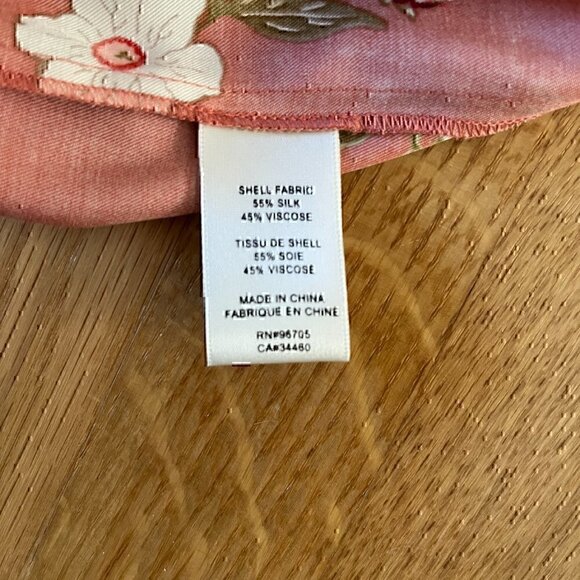 SHELL FABRIC
55% SILK
45% VISCOSE
TISSU DE SHELL
55% SOIE
45% VISCOSE
MADE IN CHINA
FABRIQUE EN CHINE
RN#96705
CA#34460